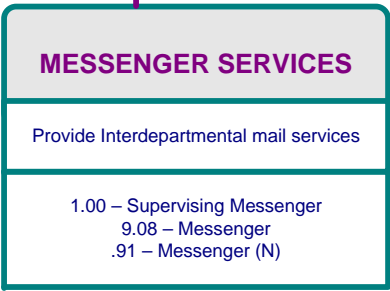 MESSENGER SERVICES
Provide Interdepartmental mail services
1.00 – Supervising Messenger
9.08 – Messenger
.91 – Messenger (N)